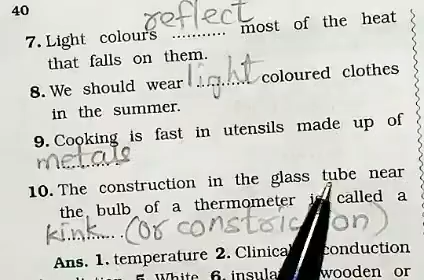 40
reflect
7. Light colours ............ most of the heat
that falls on them.
8. We should wear light coloured clothes
in the summer.
9. Cooking is fast in utensils made up of
metals
10. The construction in the glass tube near
the bulb of a thermometer is called a
kink. (or constriction)
Ans. 1. temperature 2. Clinical conduction
5. White 6. insula wooden or